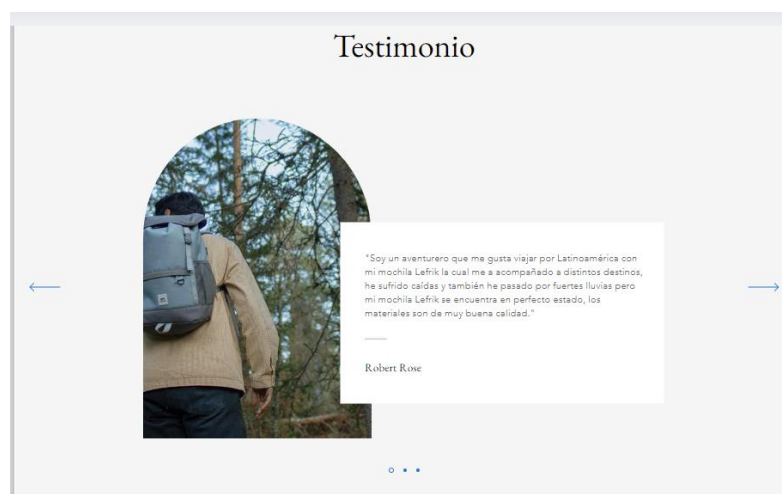 Testimonio
"Soy un aventurero que me gusta viajar por Latinoamérica con
mi mochila Lefrik la cual me a acompañado a distintos destinos,
he sufrido caídas y también he pasado por fuertes lluvias pero
mi mochila Lefrik se encuentra en perfecto estado, los
materiales son de muy buena calidad."
Robert Rose